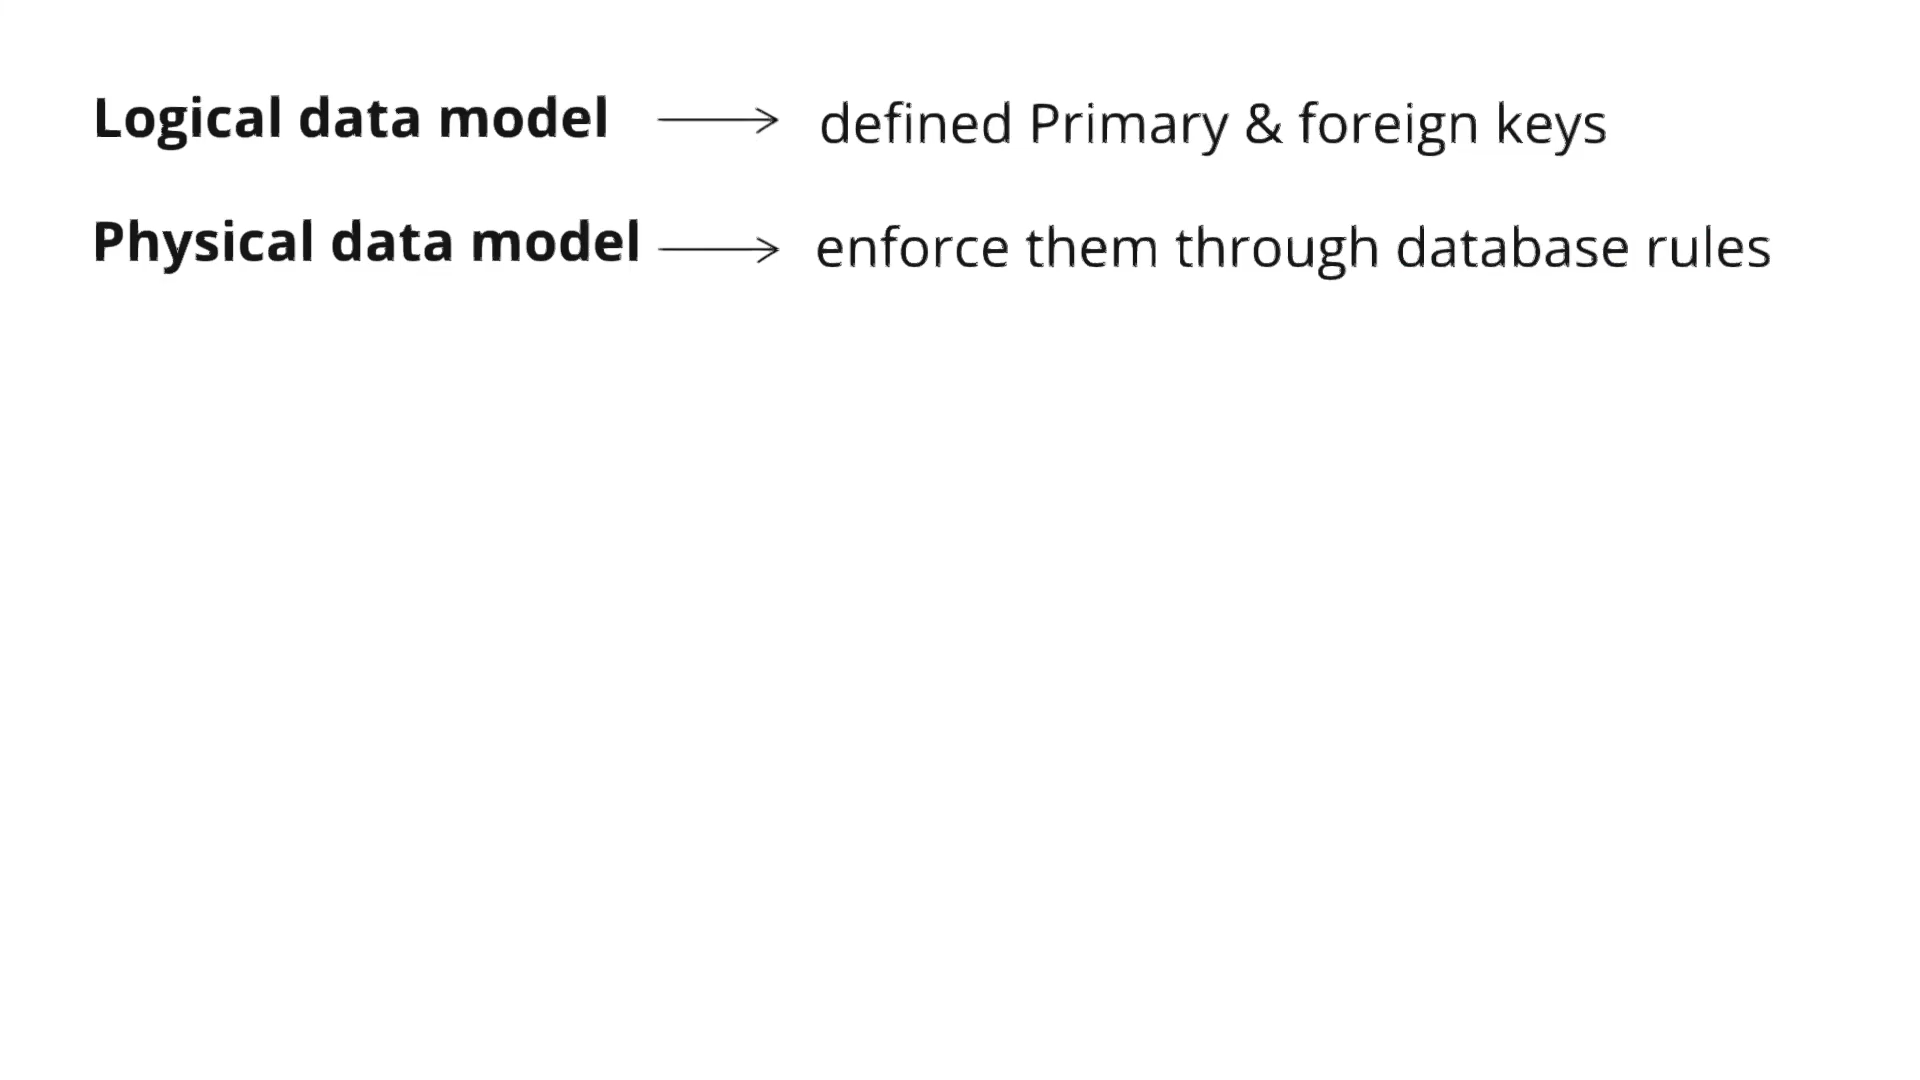 Logical data model → defined Primary & foreign keys
Physical data model → enforce them through database rules